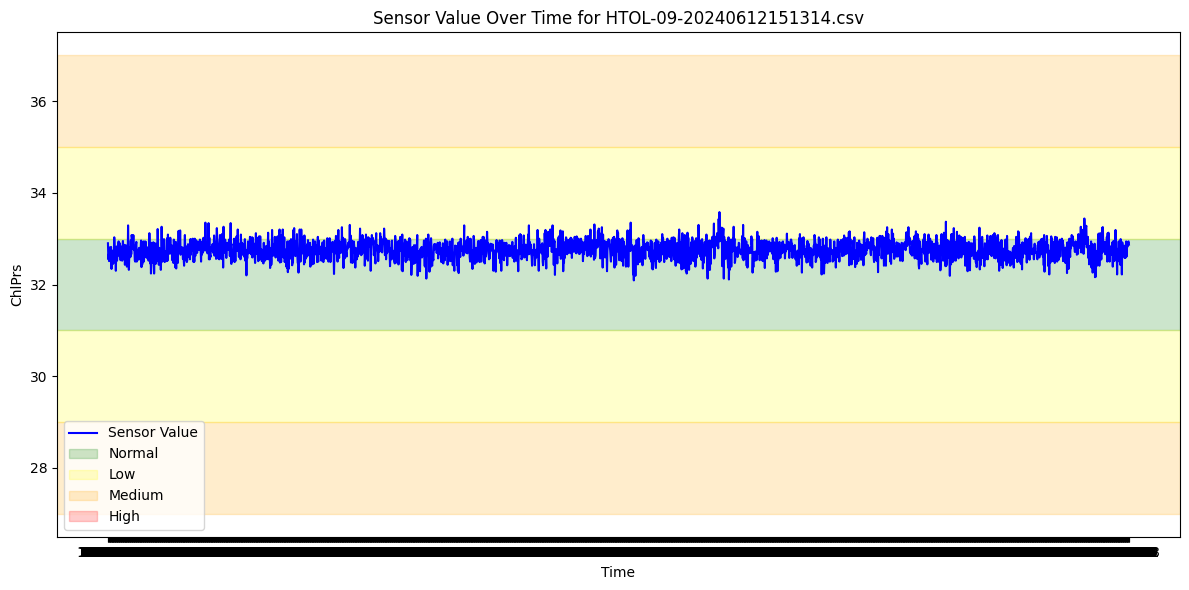 Sensor Value Over Time for HTOL-09-20240612151314.csv
ChlPrs
36
34
32
30
28
Sensor Value
Normal
Low
Medium
High
Time